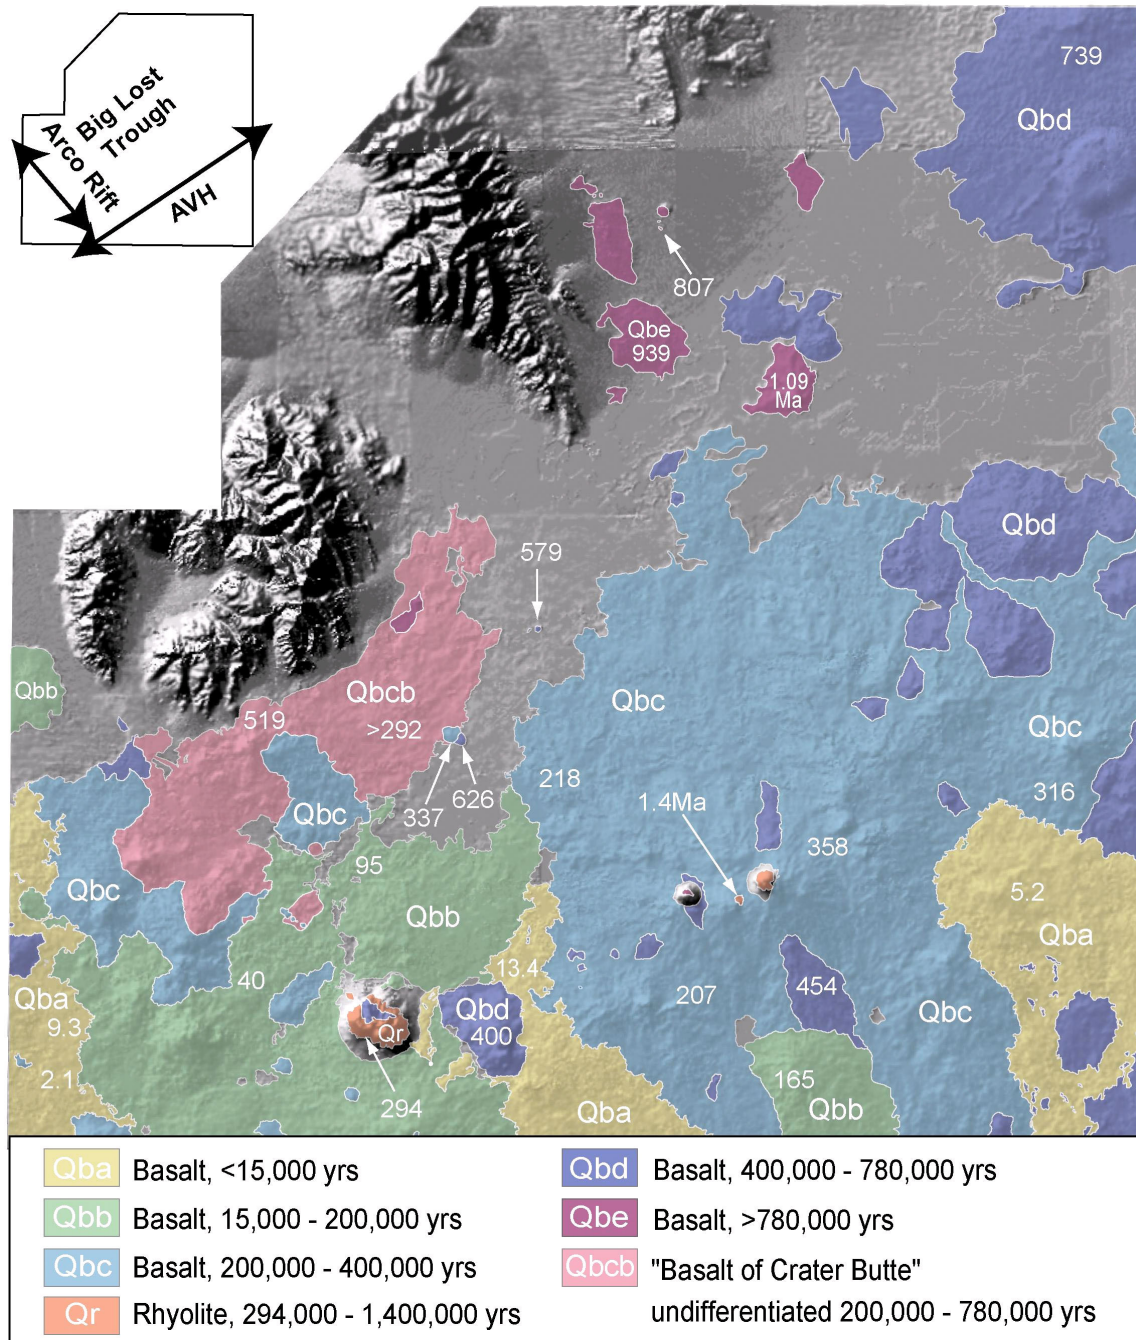 Big Lost
Trough
Arco Rift
AVH
739
Qbd
807
Qbe
939
1.09
Ma
Qbd
579
Qbb
Qbcb
519
>292
Qbc
Qbc
218
337
626
316
1.4Ma
Qbc
358
95
Qbc
5.2
Qbb
Qba
13.4
40
454
207
Qba
9.3
Qbd
400
Qr
Qbc
2.1
294
165
Qbb
Qba
Qba Basalt, <15,000 yrs
Qbb Basalt, 15,000 - 200,000 yrs
Qbc Basalt, 200,000 - 400,000 yrs
Qr Rhyolite, 294,000 - 1,400,000 yrs
Qbd Basalt, 400,000 - 780,000 yrs
Qbe Basalt, >780,000 yrs
Qbcb "Basalt of Crater Butte"
undifferentiated 200,000 - 780,000 yrs